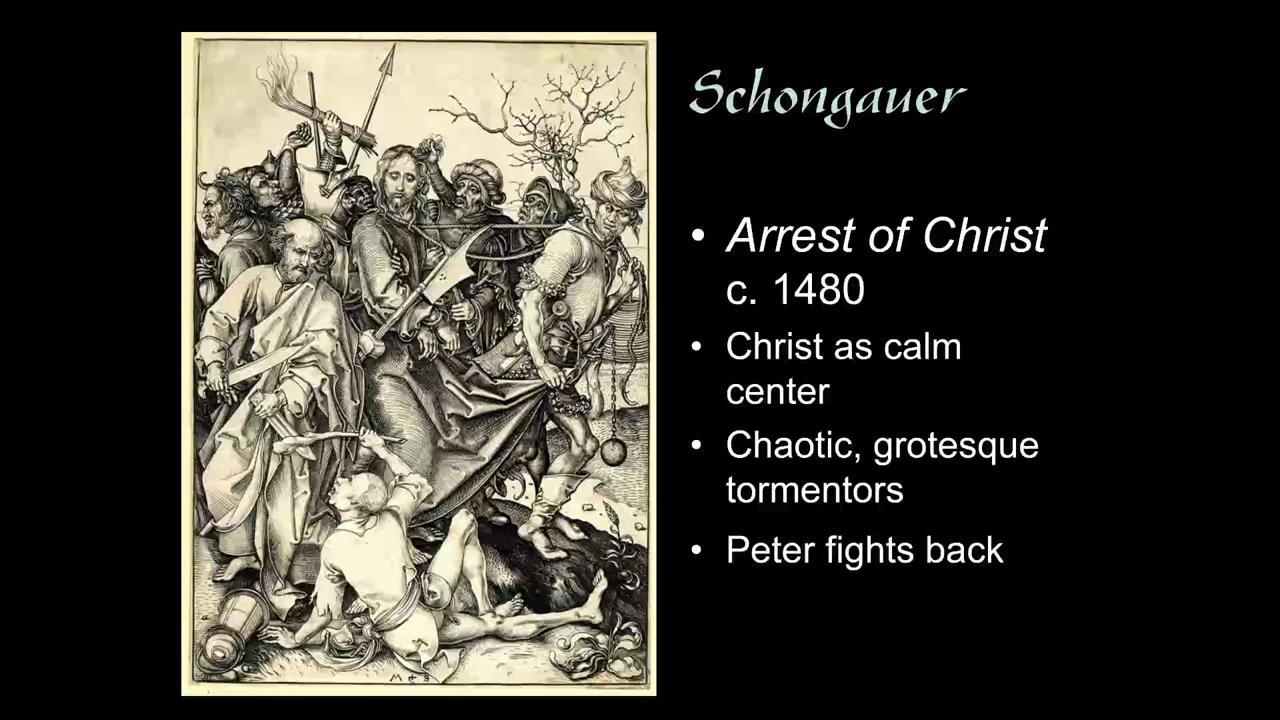 Schongauer
• Arrest of Christ
c. 1480
• Christ as calm
center
• Chaotic, grotesque
tormentors
• Peter fights back
M S